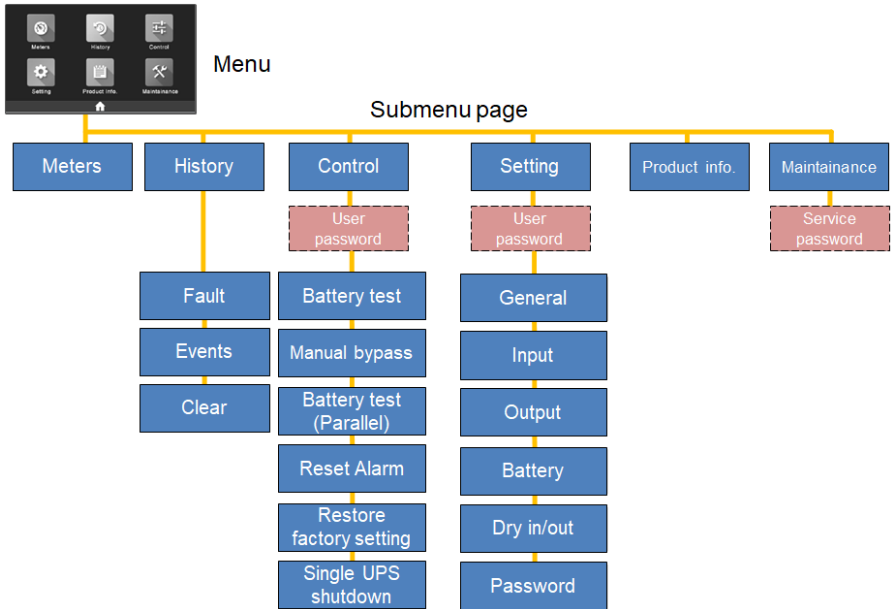 Meters
History
Control
Setting
Product Info.
Maintainance
Menu
Submenu page
Meters
History
Control
Setting
Product info.
Maintainance
User
password
User
password
Service
password
Fault
Events
Clear
Battery test
Manual bypass
Battery test
(Parallel)
Reset Alarm
Restore
factory setting
Single UPS
shutdown
General
Input
Output
Battery
Dry in/out
Password